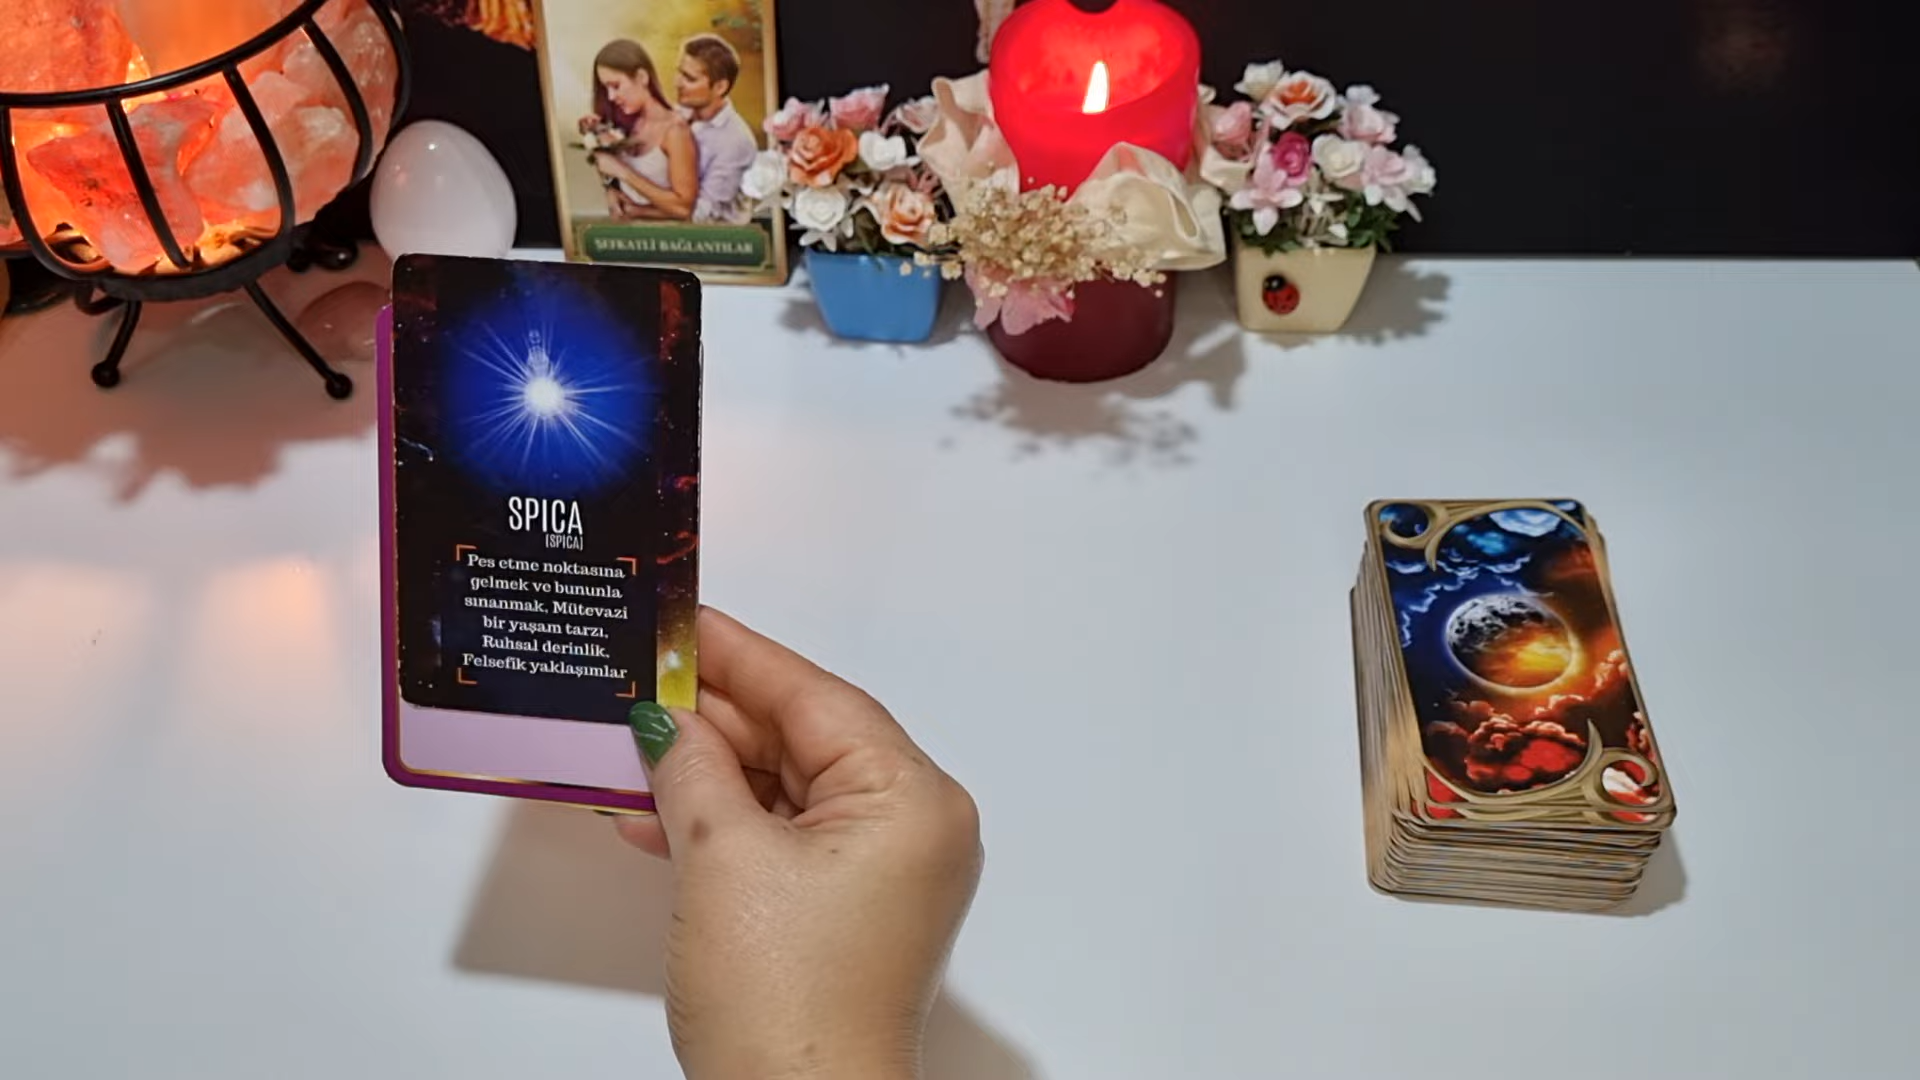 ŞEFKATLİ BAĞLANTILAR
SPICA
(SPICA)
Pes etme noktasına
gelmek ve bununla
sınanmak, Mütevazi
bir yaşam tarzı,
Ruhsal derinlik,
Felsefik yaklaşımlar